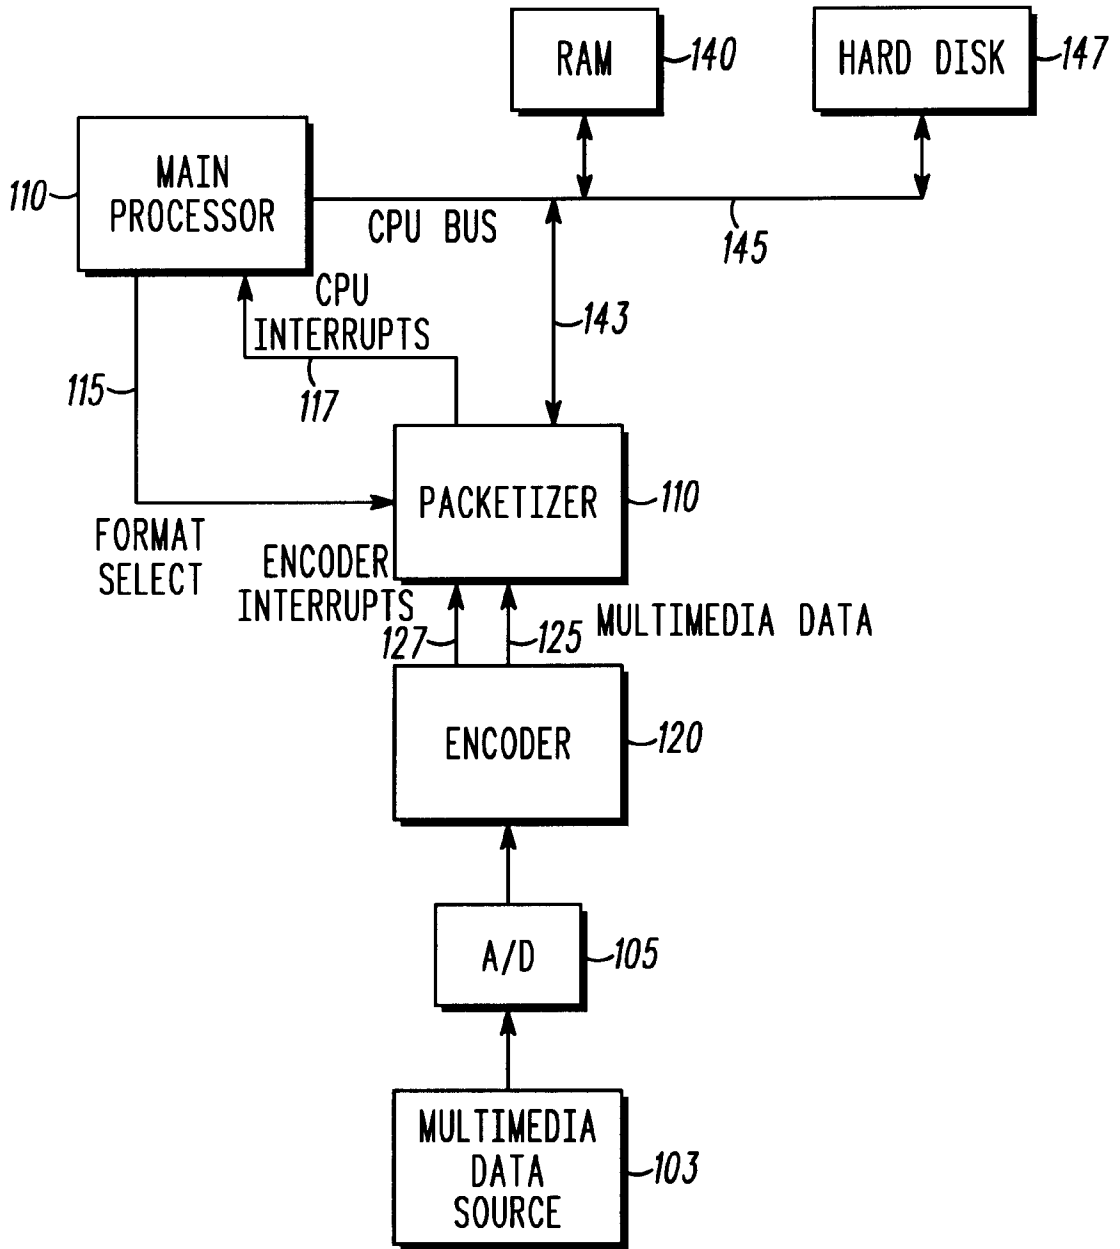 RAM
140
HARD DISK
147
MAIN
PROCESSOR
110
CPU BUS
145
CPU
INTERRUPTS
117
143
115
FORMAT
SELECT
PACKETIZER
110
ENCODER
INTERRUPTS
127
125
MULTIMEDIA DATA
ENCODER
120
A/D
105
MULTIMEDIA
DATA
SOURCE
103